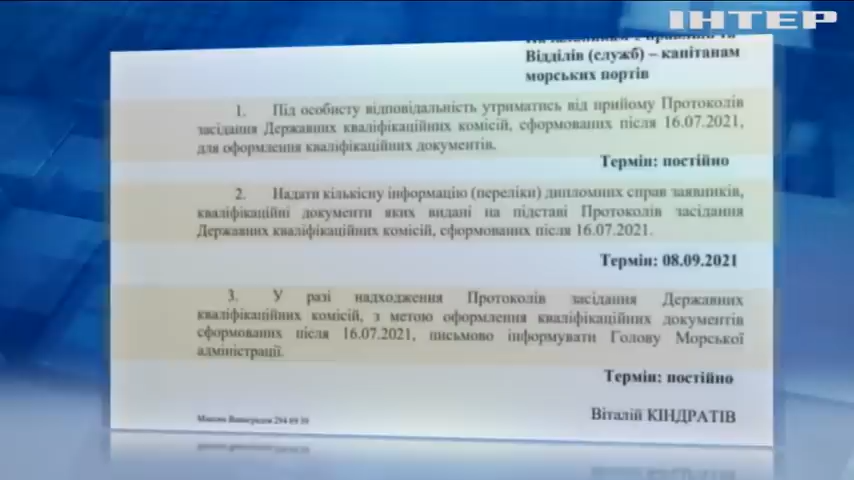 ІНТЕР
Відділів (служб) – капітанам
морських портів
1. Під особисту відповідальність утриматись від прийому Протоколів
засідання Державних кваліфікаційних комісій, сформованих після 16.07.2021,
для оформлення кваліфікаційних документів.
Термін: постійно
2. Надати кількісну інформацію (переліки) дипломних справ заявників,
кваліфікаційні документи яких видані на підставі Протоколів засідання
Державних кваліфікаційних комісій, сформованих після 16.07.2021.
Термін: 08.09.2021
3. У разі надходження Протоколів засідання Державних
кваліфікаційних комісій, з метою оформлення кваліфікаційних документів
сформованих після 16.07.2021, письмово інформувати Голову Морської
адміністрації.
Термін: постійно
Віталій КІНДРАТІВ